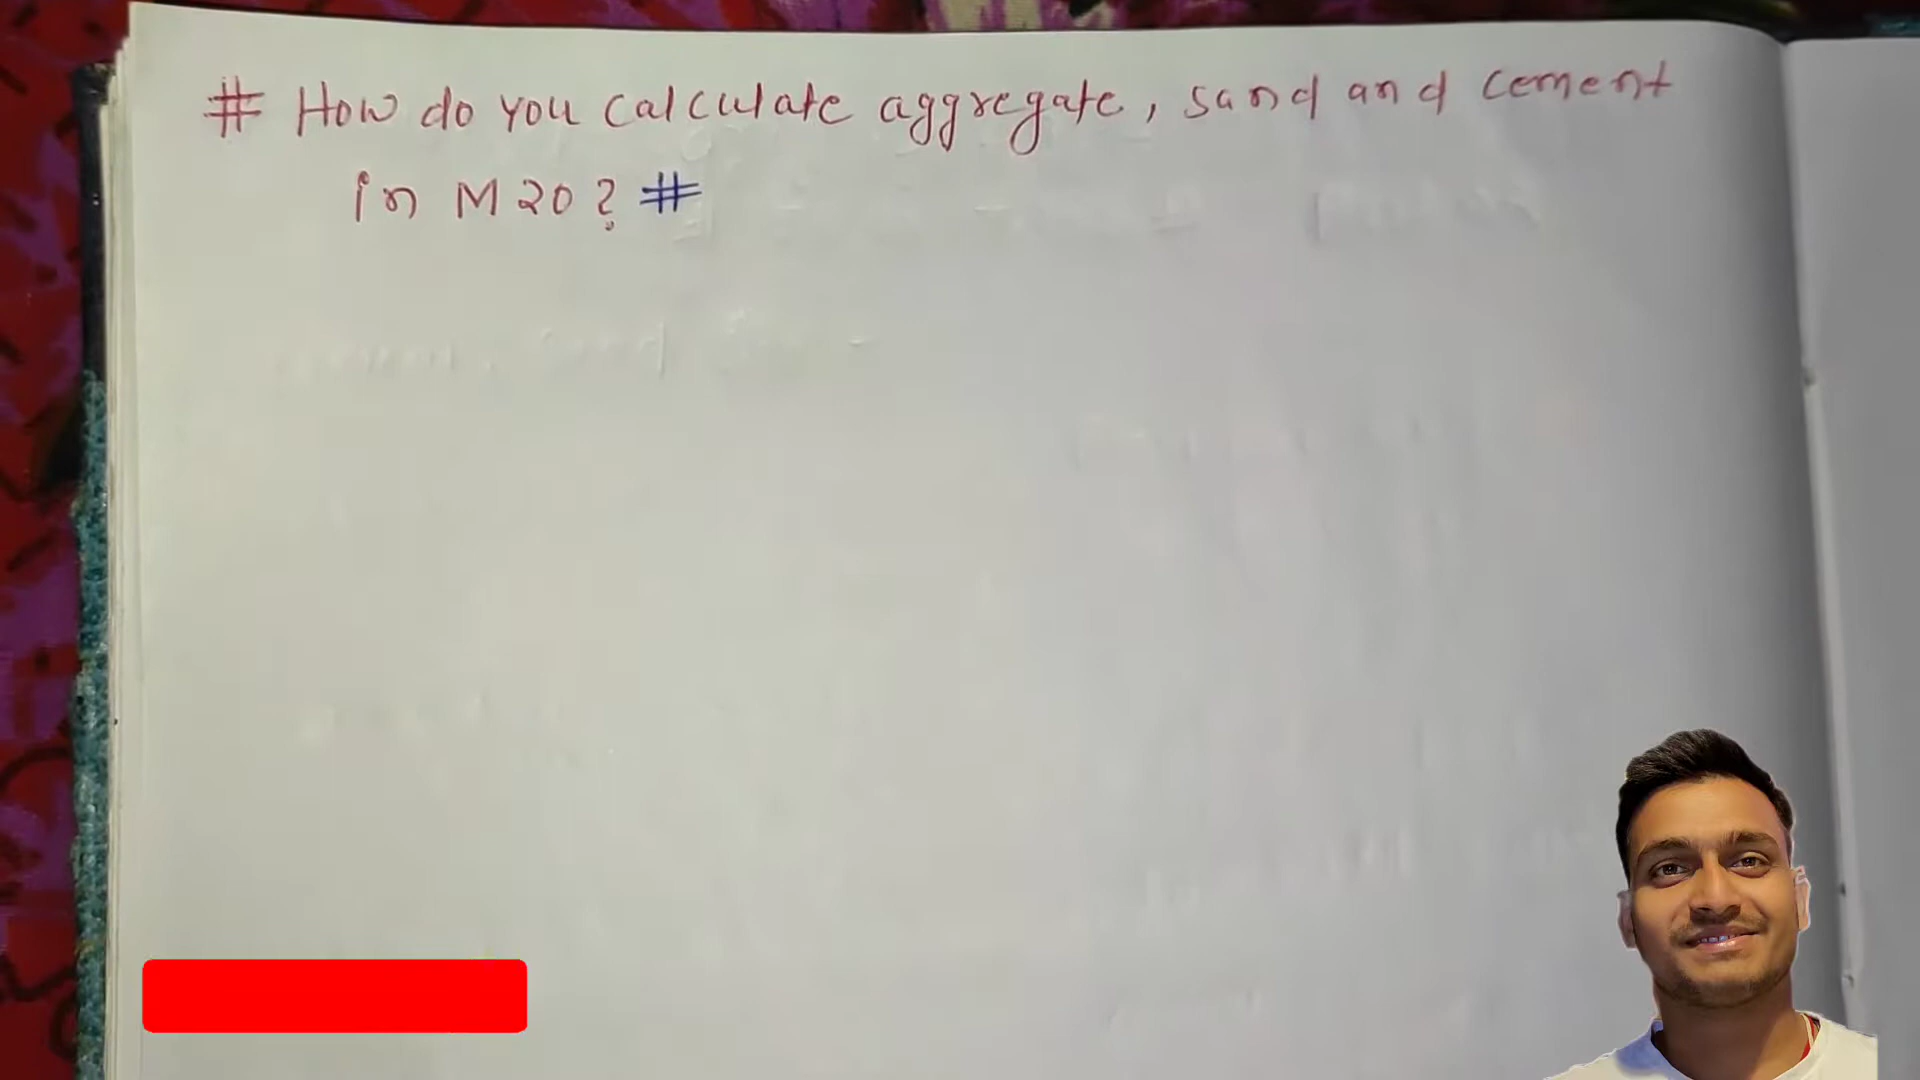 # How do you calculate aggregate, sand and cement
in M20? #